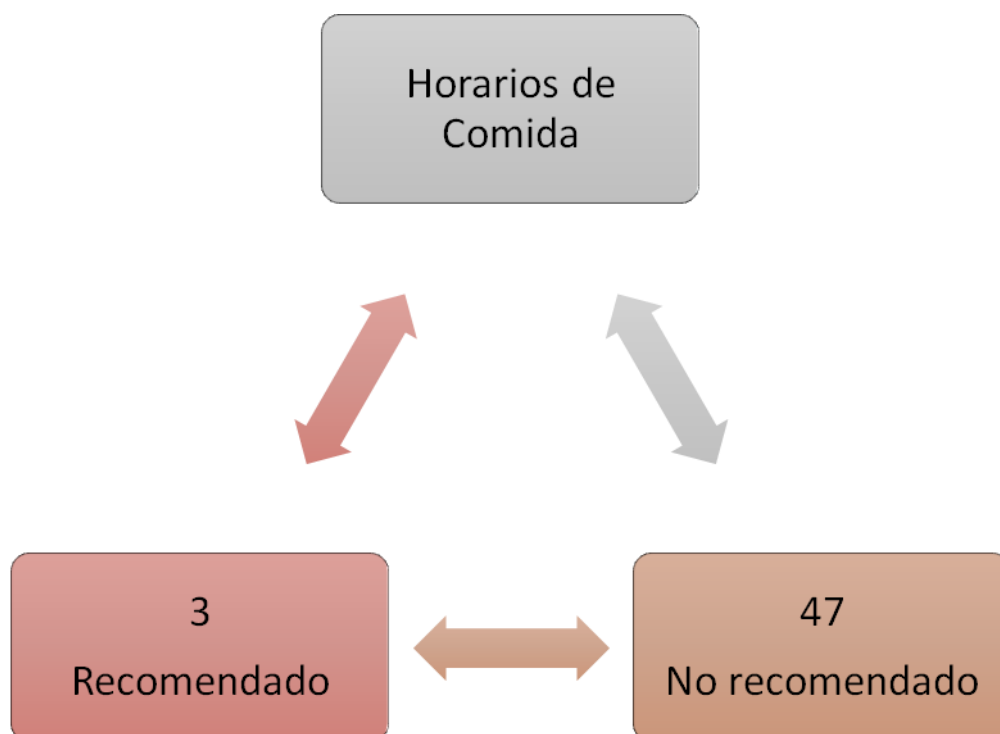 Horarios de
Comida
3
Recomendado
47
No recomendado